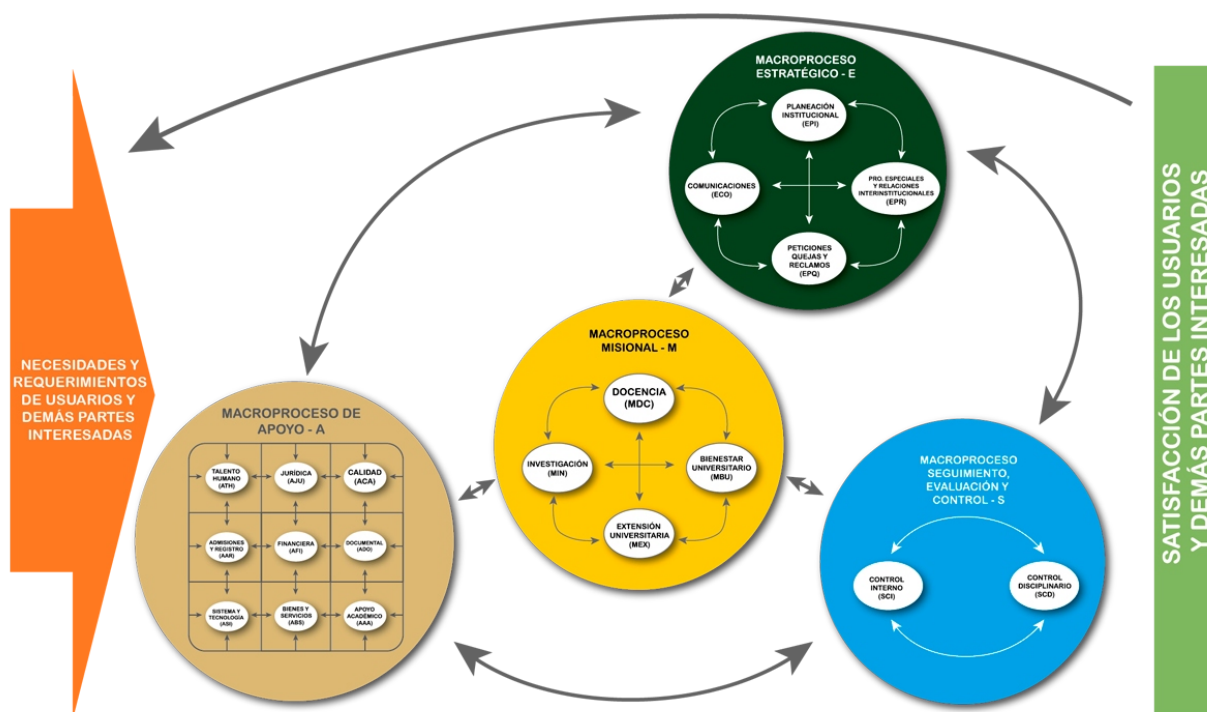 NECESIDADES Y
REQUERIMIENTOS
DE USUARIOS Y
DEMÁS PARTES
INTERESADAS
MACROPROCESO
ESTRATÉGICO - E
PLANEACIÓN
INSTITUCIONAL
(EPI)
COMUNICACIONES
(ECO)
PRO. ESPECIALES
Y RELACIONES
INTERINSTITUCIONALES
(EPR)
PETICIONES
QUEJAS Y
RECLAMOS
(EPQ)
MACROPROCESO
MISIONAL - M
DOCENCIA
(MDC)
INVESTIGACIÓN
(MIN)
BIENESTAR
UNIVERSITARIO
(MBU)
EXTENSIÓN
UNIVERSITARIA
(MEX)
MACROPROCESO DE
APOYO - A
TALENTO
HUMANO
(ATH)
JURÍDICA
(AJU)
CALIDAD
(ACA)
ADMISIONES
Y REGISTRO
(AAR)
FINANCIERA
(AFI)
DOCUMENTAL
(ADO)
SISTEMA Y
TECNOLOGÍA
(ASI)
BIENES Y
SERVICIOS
(ABS)
APOYO
ACADÉMICO
(AAA)
MACROPROCESO
SEGUIMIENTO,
EVALUACIÓN Y
CONTROL - S
CONTROL
INTERNO
(SCI)
CONTROL
DISCIPLINARIO
(SCD)
SATISFACCIÓN DE LOS USUARIOS
Y DEMÁS PARTES INTERESADAS